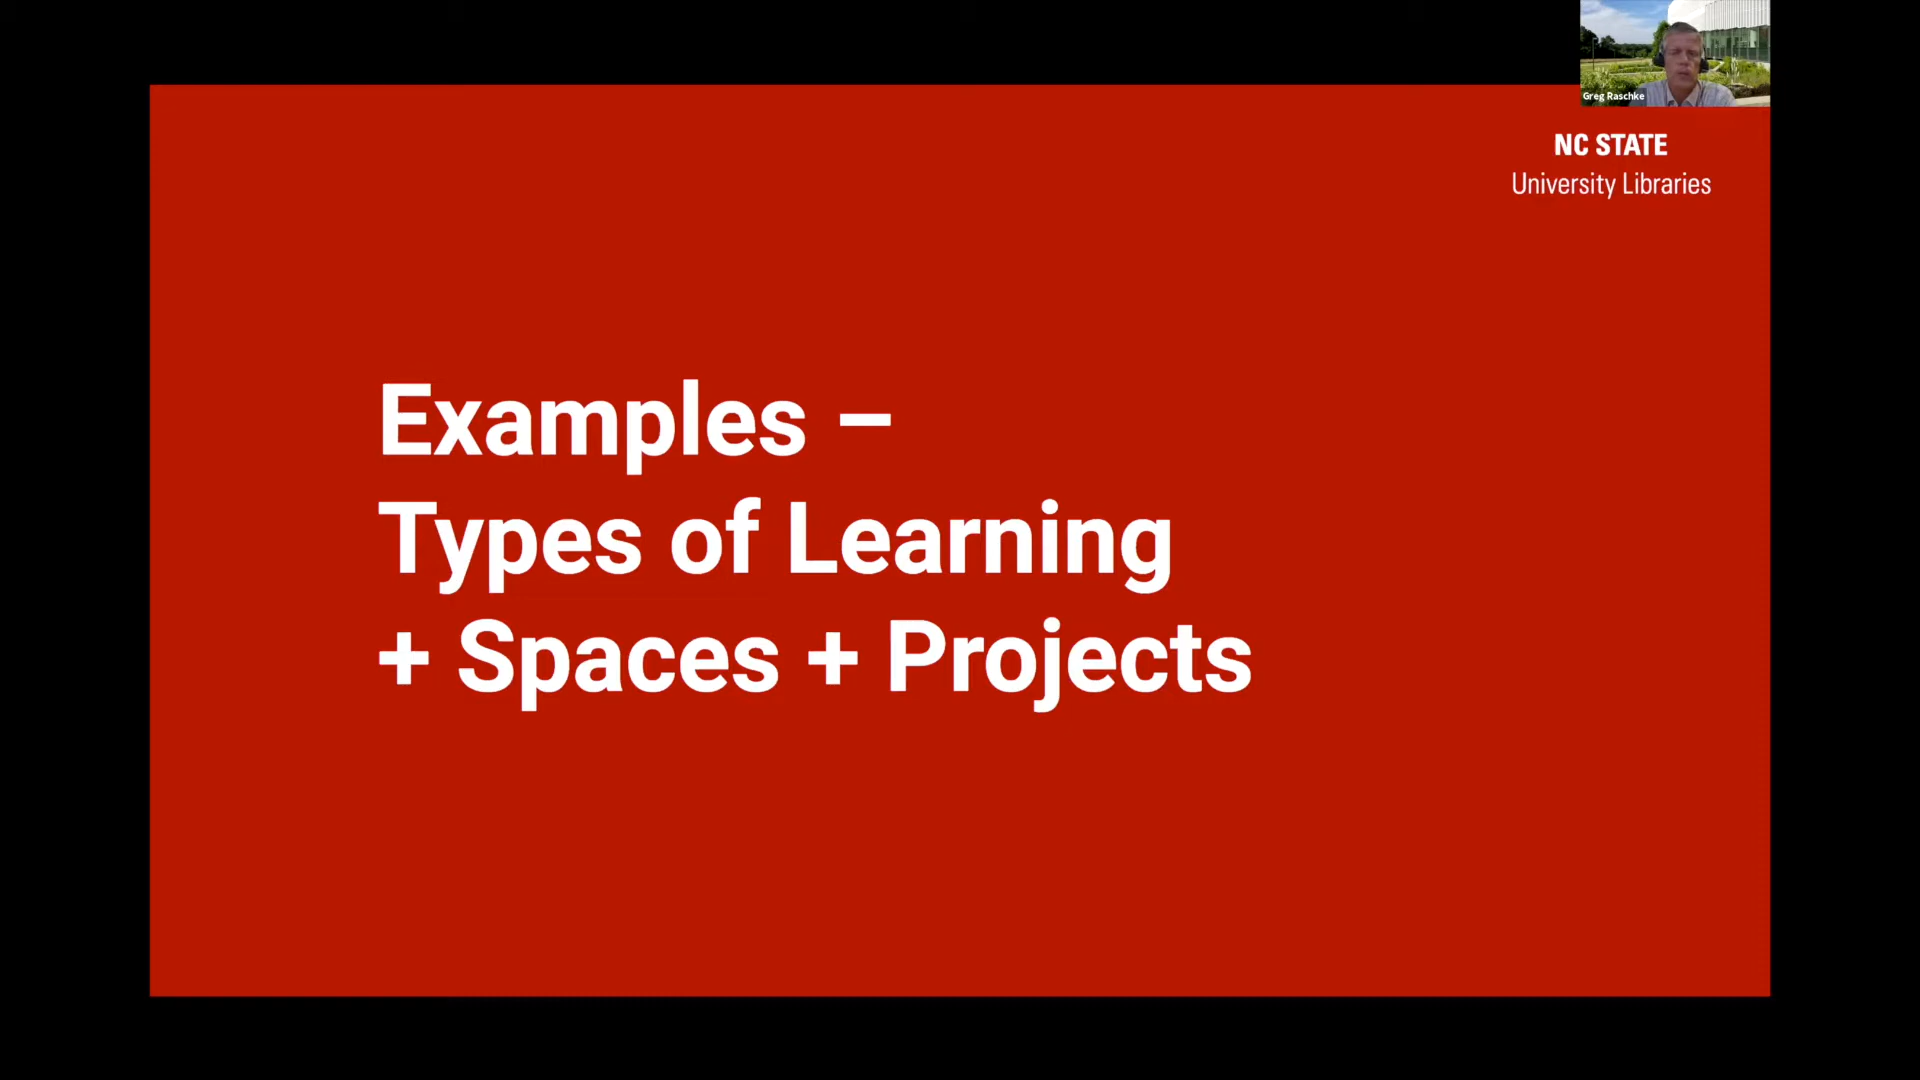 Greg Raschke
NC STATE
University Libraries
Examples –
Types of Learning
+ Spaces + Projects